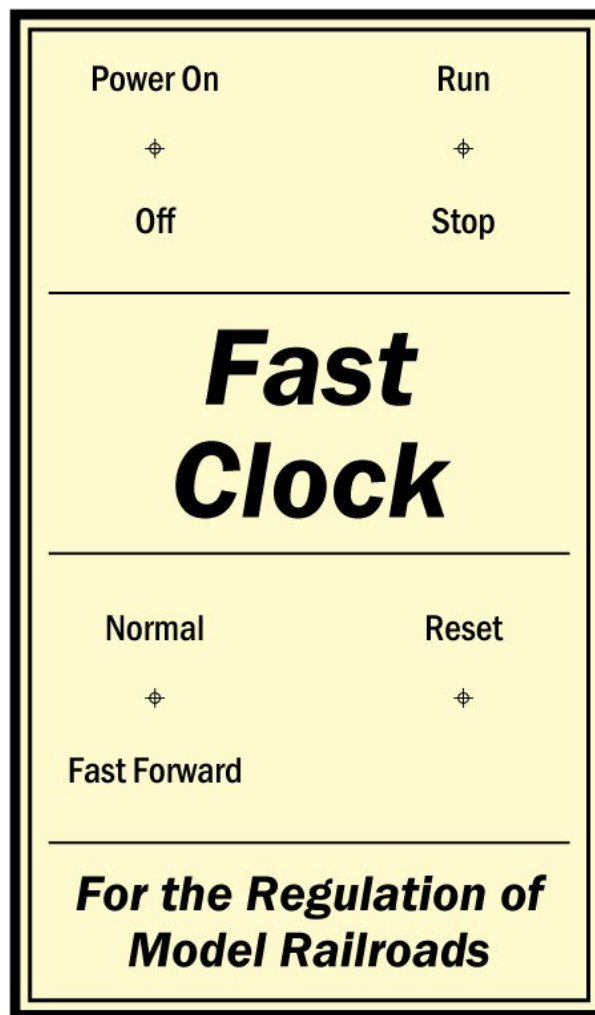 Power On
Run
Off
Stop
Fast
Clock
Normal
Reset
Fast Forward
For the Regulation of
Model Railroads